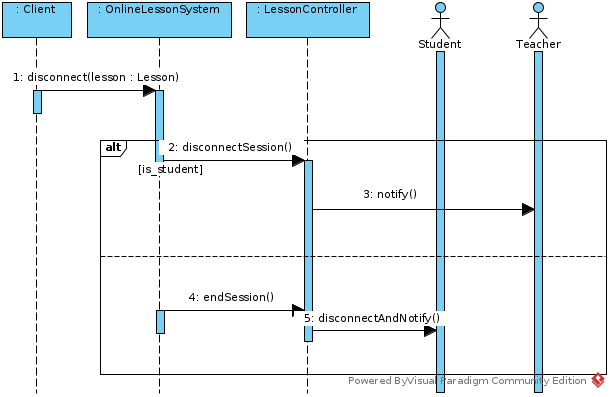 : Client
: OnlineLessonSystem
: LessonController
Student
Teacher
1: disconnect(lesson : Lesson)
alt
2: disconnectSession()
[is_student]
3: notify()
4: endSession()
5: disconnectAndNotify()
Powered ByVisual Paradigm Community Edition